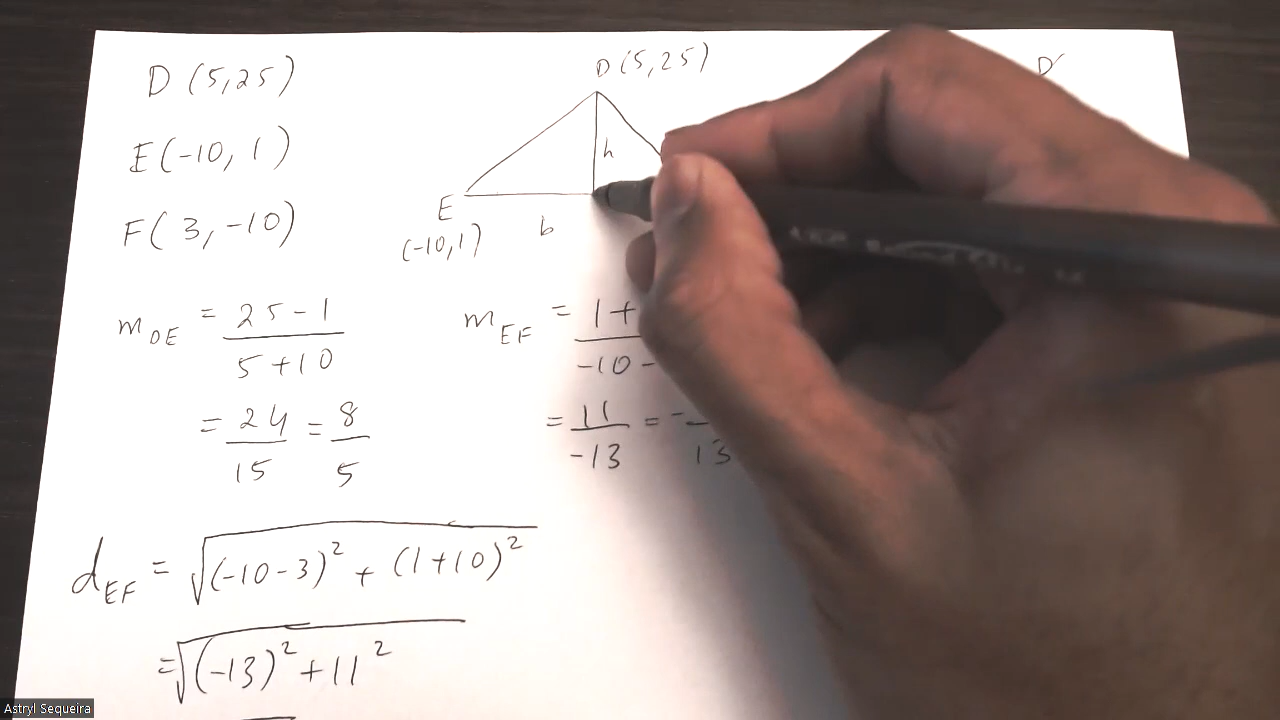 D (5,25)
E(-10, 1)
F( 3, -10)
D (5,25)
h
E
(-10,1)
b
D
m_DE = (25-1)/(5+10)
= 24/15 = 8/5
m_EF = 1+
-10 -
= 11/-13 = -
13
d_EF = √((-10-3)² + (1+10)²
= √((-13)² + 11²
Astryl Sequeira